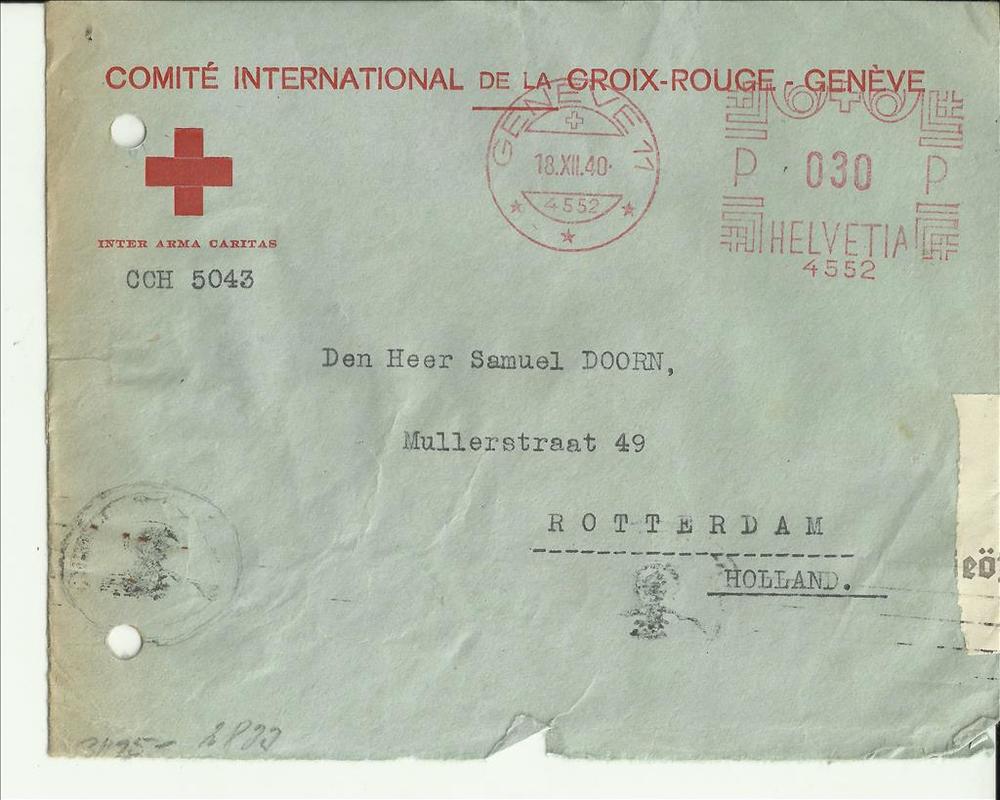 COMITÉ INTERNATIONAL DE LA CROIX-ROUGE - GENÈVE
GENÈVE 11
18.XII.40.
4552
P 030 P
HELVETIA
4552
INTER ARMA CARITAS
CCH 5043
Den Heer Samuel DOORN,
Mullerstraat 49
ROTTERDAM
HOLLAND.
eö